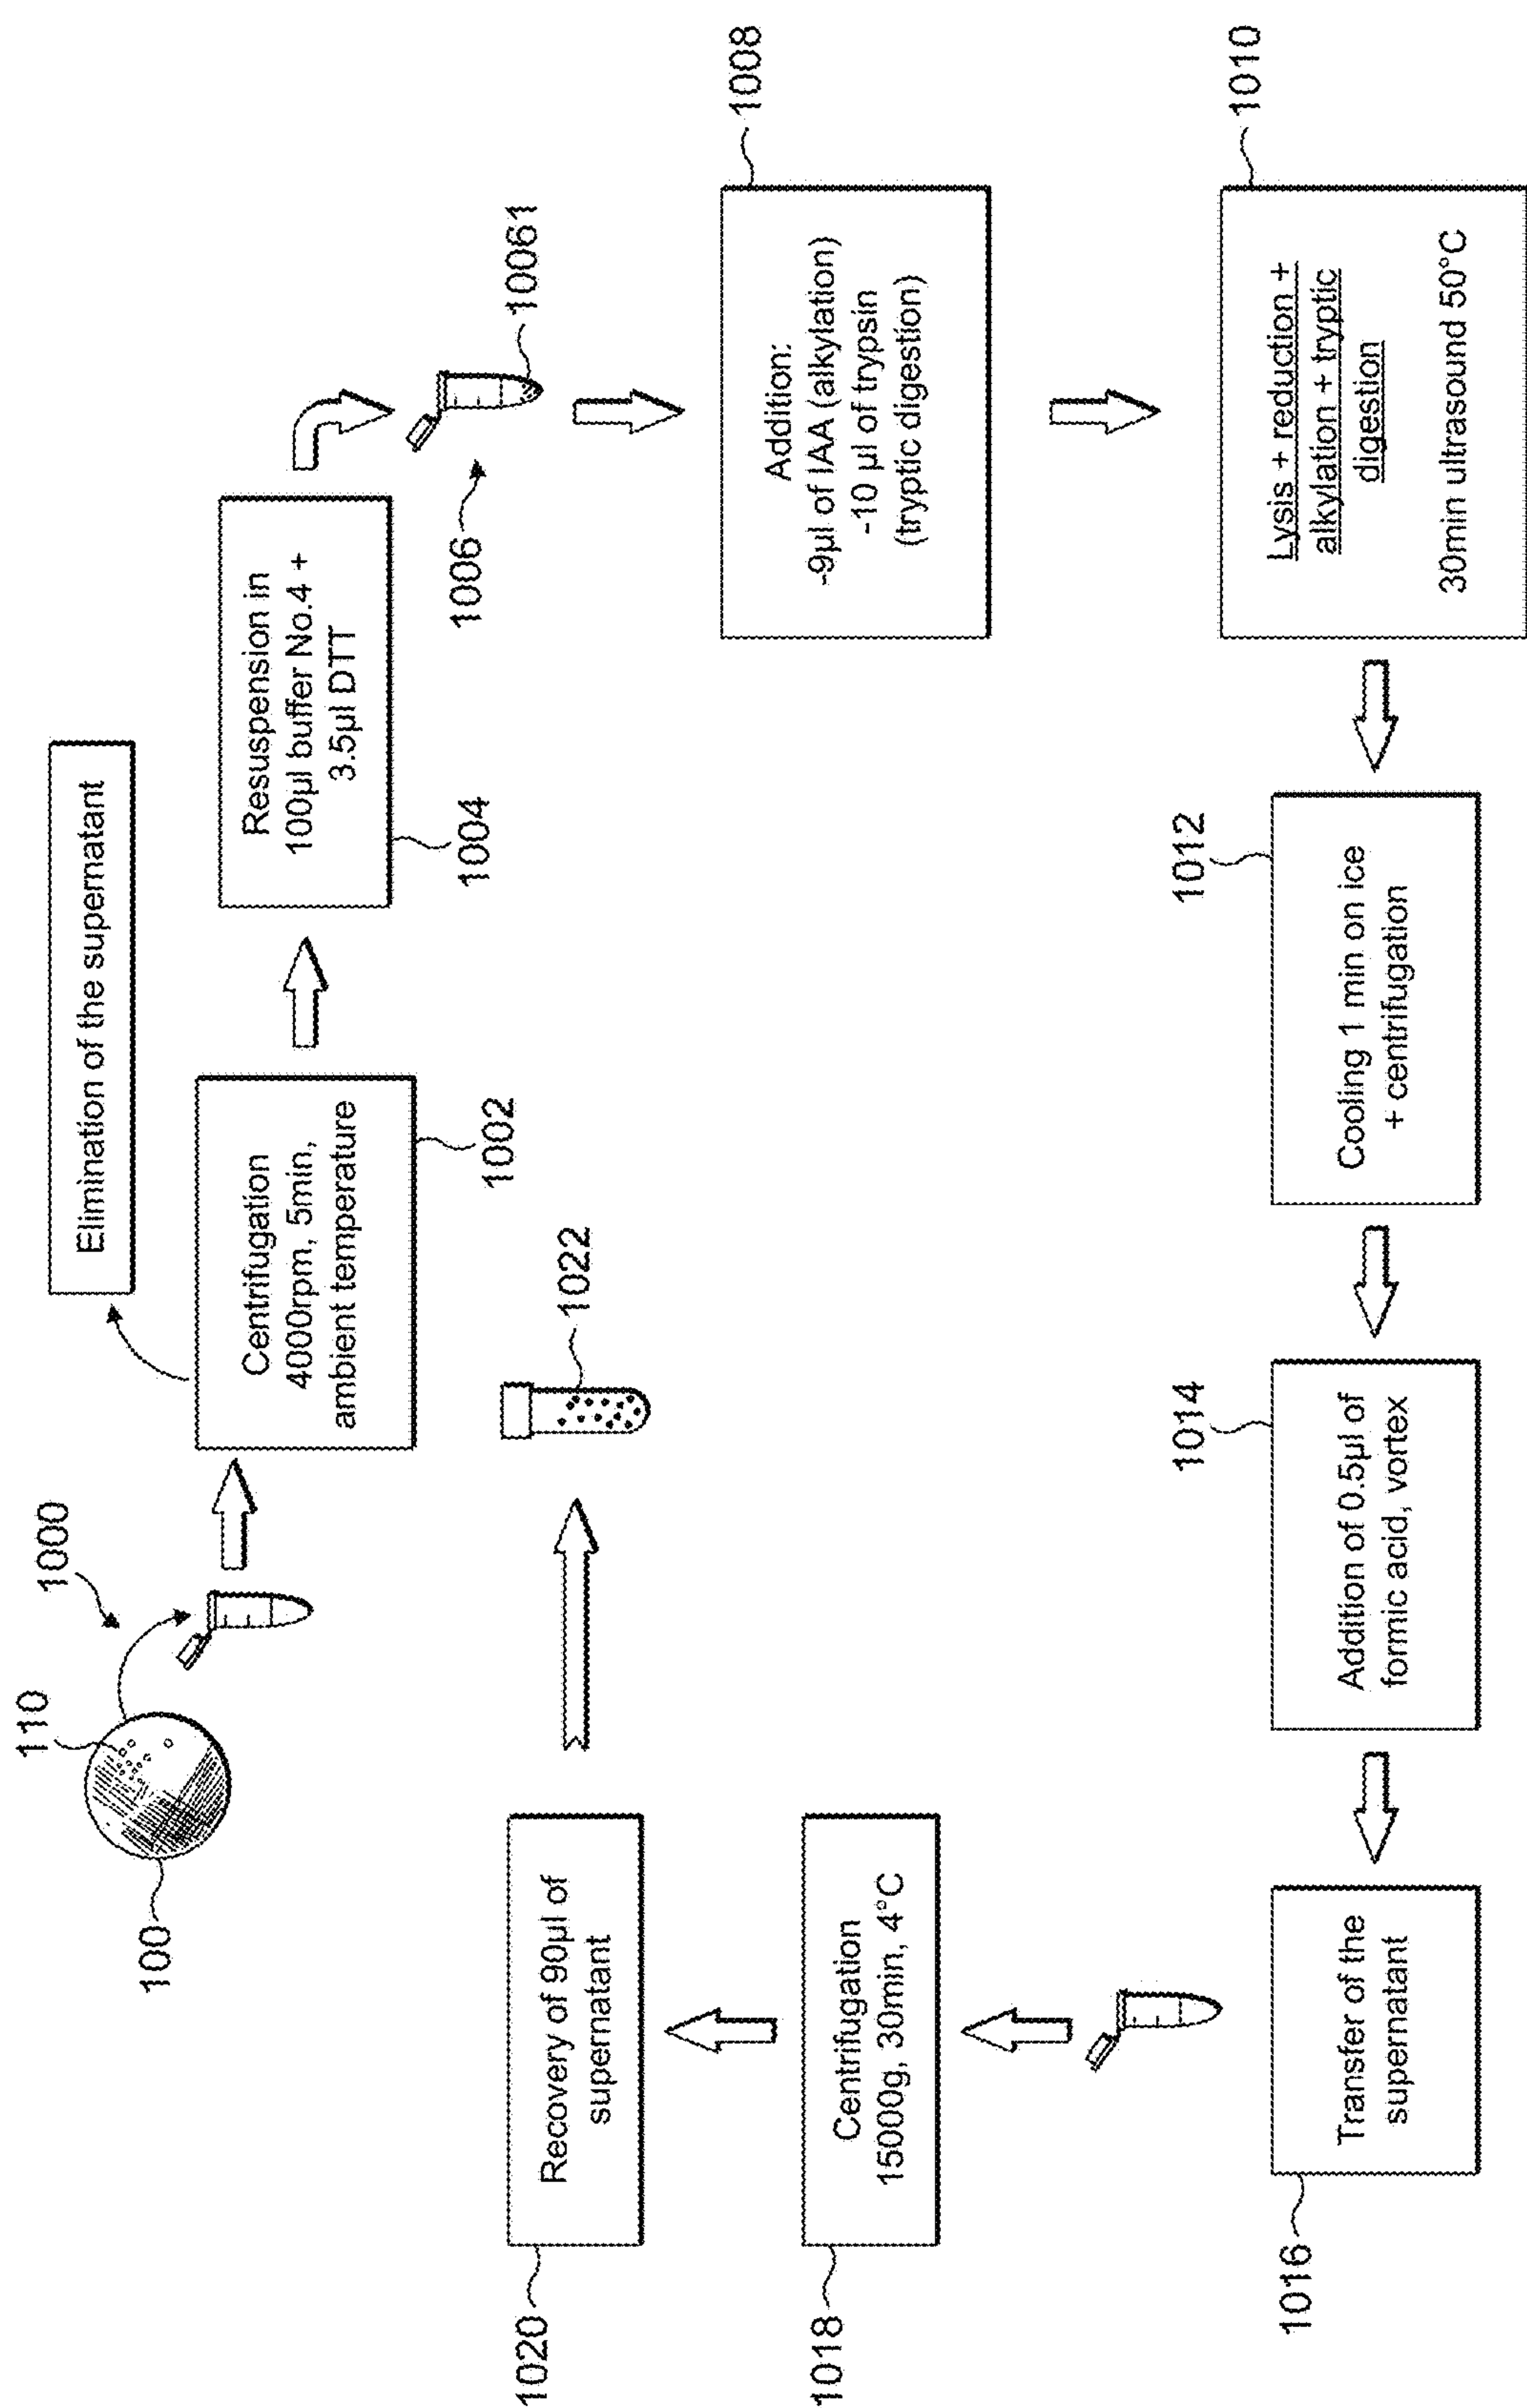 110
1000
100
Elimination of the supernatant
Centrifugation
4000rpm, 5min,
ambient temperature
1002
Resuspension in
100µl buffer No.4 +
3.5µl DTT
1004
1006
10061
Addition:
-9µl of IAA (alkylation)
-10 µl of trypsin
(tryptic digestion)
1008
Lysis + reduction +
alkylation + tryptic
digestion
30min ultrasound 50°C
1010
1012
Cooling 1 min on ice
+ centrifugation
1014
Addition of 0.5µl of
formic acid, vortex
Transfer of the
supernatant
1016
Centrifugation
15000g, 30min, 4°C
1018
Recovery of 90µl of
supernatant
1020
1022